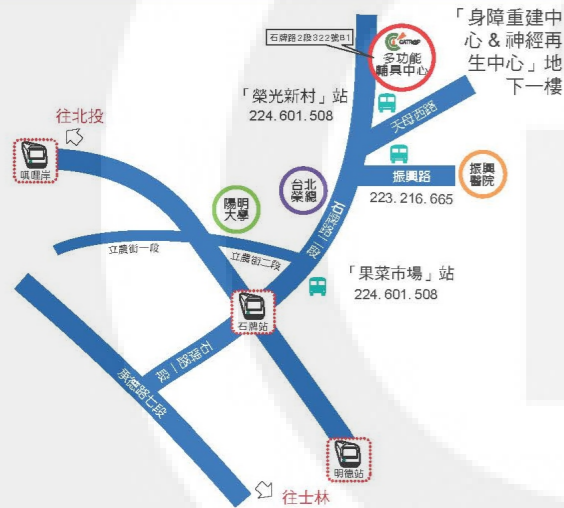 「身障重建中
心 & 神經再
生中心」地
下一樓
石牌路2段322號B1
CATRSP
多功能
輔具中心
「榮光新村」站
224.601.508
天母西路
往北投
唭哩岸
振興路
振興
醫院
223.216.665
台北
榮總
陽明
大學
石牌路二段
立農街一段
立農街二段
「果菜市場」站
224.601.508
石牌站
石牌路一段
承德路七段
明德站
往士林